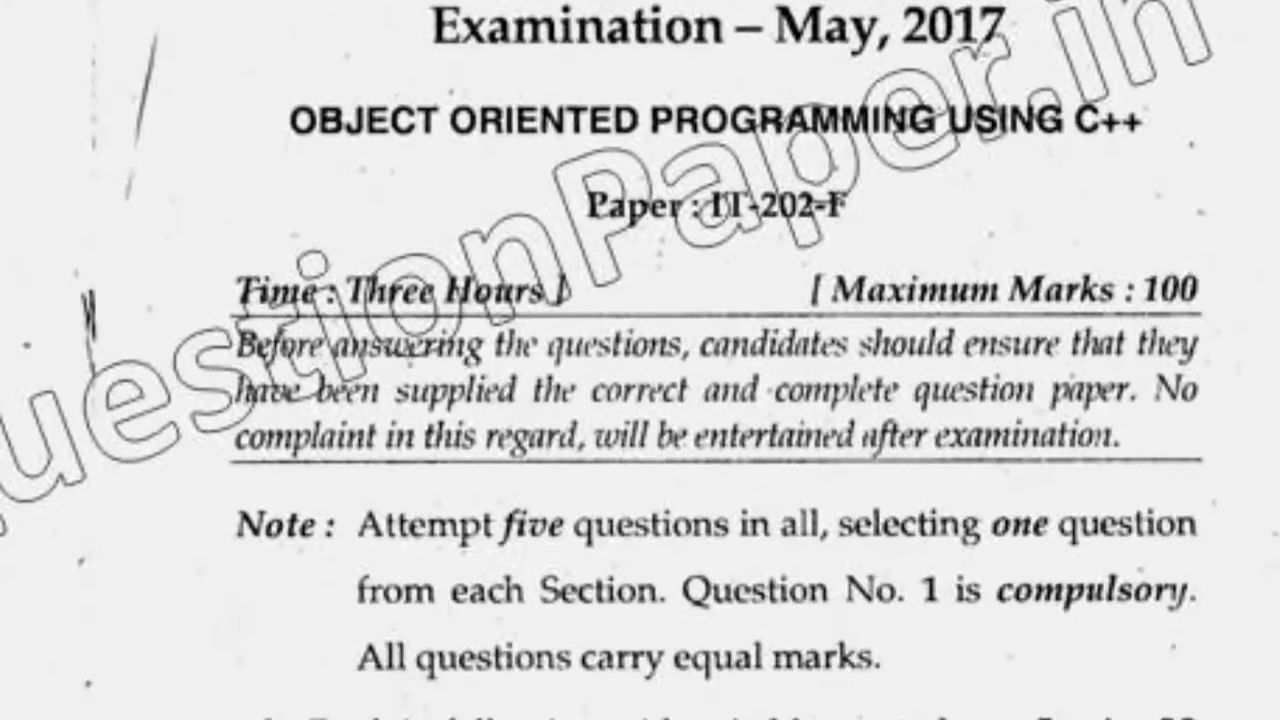 Examination – May, 2017
OBJECT ORIENTED PROGRAMMING USING C++
Paper : IT-202-F
Time : Three Hours ] [ Maximum Marks : 100
Before answering the questions, candidates should ensure that they
have been supplied the correct and complete question paper. No
complaint in this regard, will be entertained after examination.
Note : Attempt five questions in all, selecting one question
from each Section. Question No. 1 is compulsory.
All questions carry equal marks.
uestionPaper.in